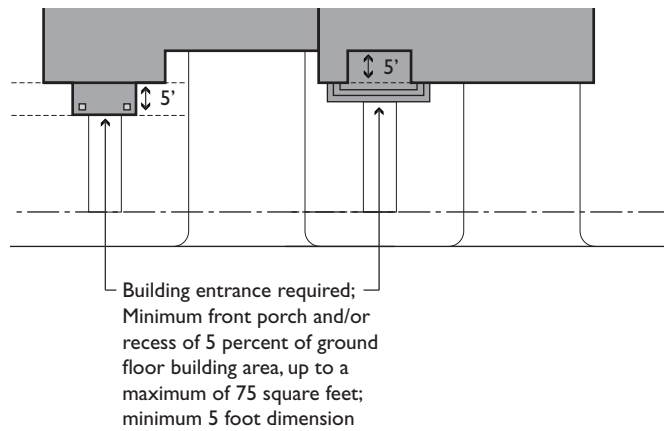 5’
5’
Building entrance required;
Minimum front porch and/or
recess of 5 percent of ground
floor building area, up to a
maximum of 75 square feet;
minimum 5 foot dimension